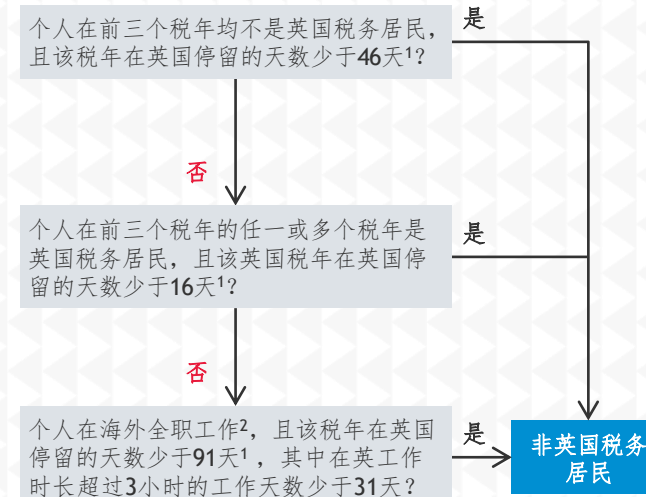 个人在前三个税年均不是英国税务居民，
且该税年在英国停留的天数少于46天¹?
是
否
个人在前三个税年的任一或多个税年是
英国税务居民，且该英国税年在英国停
留的天数少于16天¹?
是
否
个人在海外全职工作²，且该税年在英国
停留的天数少于91天¹ ，其中在英工作
时长超过3小时的工作天数少于31天?
是
非英国税务
居民